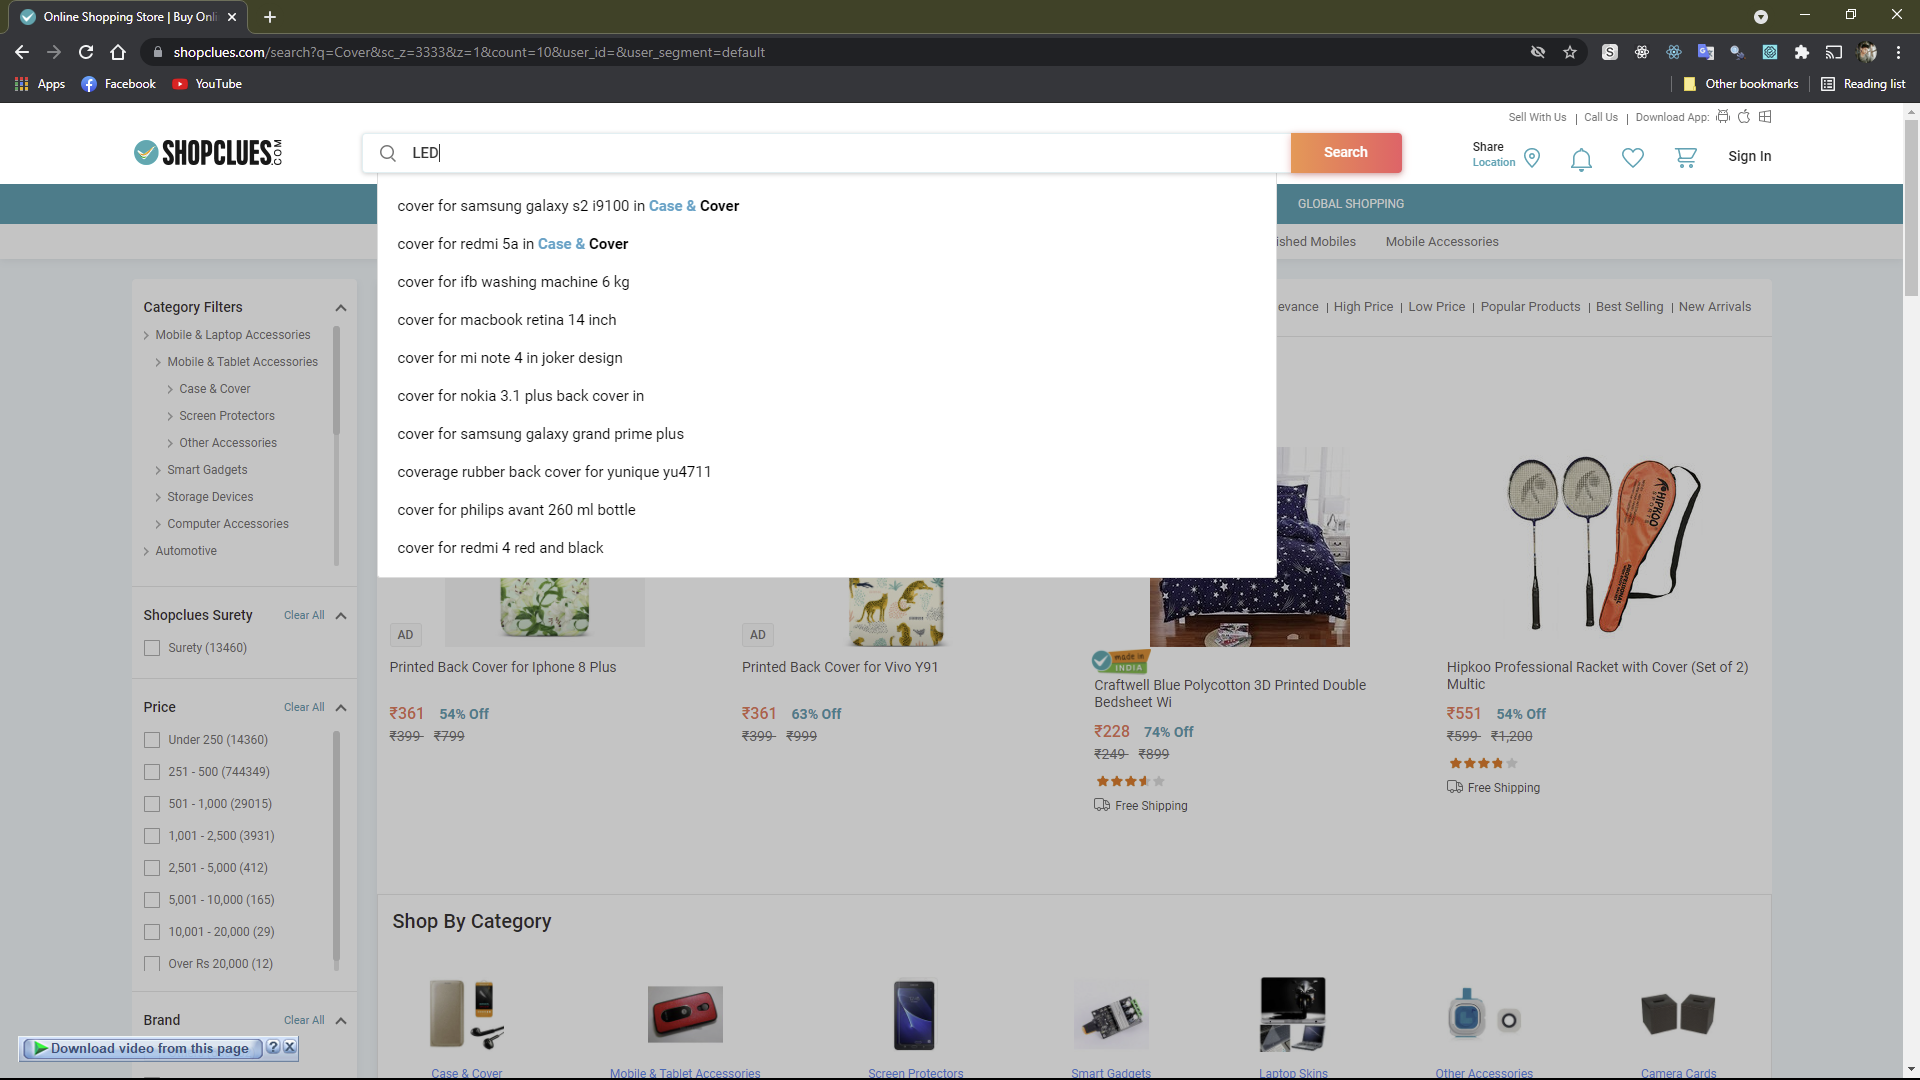 Online Shopping Store | Buy Onli
shopclues.com/search?q=Cover&sc_z=3333&z=1&count=10&user_id=&user_segment=default
Apps
Facebook
YouTube
Other bookmarks
Reading list
Sell With Us | Call Us | Download App:
SHOPCLUES.COM
LED
Search
Share
Location
Sign In
GLOBAL SHOPPING
ished Mobiles
Mobile Accessories
cover for samsung galaxy s2 i9100 in Case & Cover
cover for redmi 5a in Case & Cover
cover for ifb washing machine 6 kg
cover for macbook retina 14 inch
cover for mi note 4 in joker design
cover for nokia 3.1 plus back cover in
cover for samsung galaxy grand prime plus
coverage rubber back cover for yunique yu4711
cover for philips avant 260 ml bottle
cover for redmi 4 red and black
evance | High Price | Low Price | Popular Products | Best Selling | New Arrivals
Category Filters
Mobile & Laptop Accessories
Mobile & Tablet Accessories
Case & Cover
Screen Protectors
Other Accessories
Smart Gadgets
Storage Devices
Computer Accessories
Automotive
Shopclues Surety
Clear All
Surety (13460)
Price
Clear All
Under 250 (14360)
251 - 500 (744349)
501 - 1,000 (29015)
1,001 - 2,500 (3931)
2,501 - 5,000 (412)
5,001 - 10,000 (165)
10,001 - 20,000 (29)
Over Rs 20,000 (12)
Brand
Clear All
AD
Printed Back Cover for Iphone 8 Plus
₹361 54% Off
₹399 ₹799
AD
Printed Back Cover for Vivo Y91
₹361 63% Off
₹399 ₹999
made in
INDIA
Craftwell Blue Polycotton 3D Printed Double
Bedsheet Wi
₹228 74% Off
₹249 ₹899
Free Shipping
HIPKOO
PROFESSIONAL
Hipkoo Professional Racket with Cover (Set of 2)
Multic
₹551 54% Off
₹599 ₹1,200
Free Shipping
Shop By Category
Case & Cover
Mobile & Tablet Accessories
Screen Protectors
Smart Gadgets
Laptop Skins
Other Accessories
Camera Cards
Download video from this page